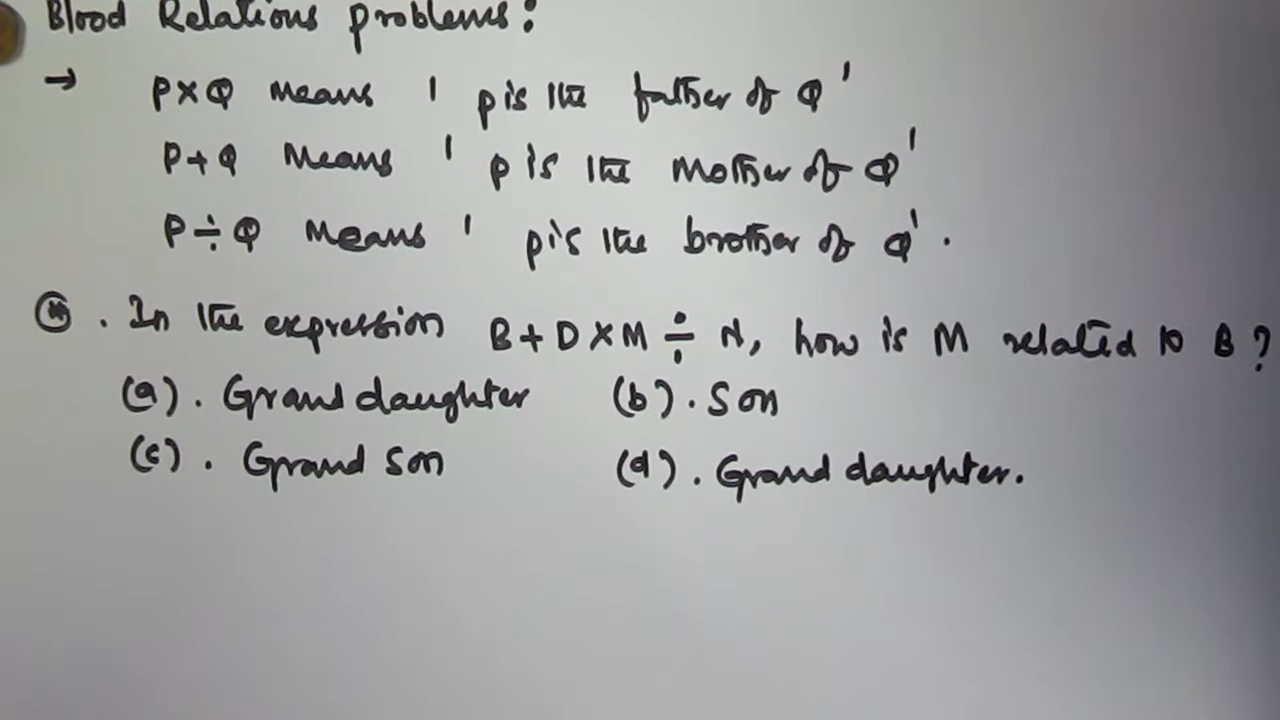 Blood Relations problems:
→ P×Q means 'p is the father of Q'
P+Q Means 'p is the Mother of Q'
P÷Q Means 'p is the brother of Q'.
. In the expression B+D×M÷N, how is M related to B?
(a). Grand daughter (b). Son
(c). Grand Son (d). Grand daughter.